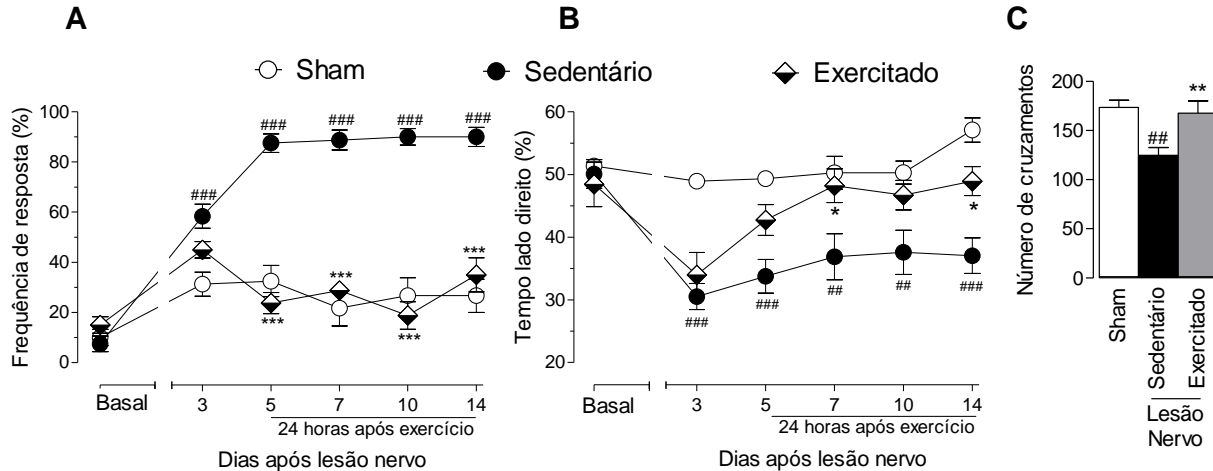 A
B
C
Sham
Sedentário
Exercitado
Frequência de resposta (%)
100
80
60
40
20
0
###
###
###
###
###
***
***
***
***
Basal
3
5
7
10
14
24 horas após exercício
Dias após lesão nervo
Tempo lado direito (%)
60
50
40
30
20
*
*
###
###
##
##
###
Basal
3
5
7
10
14
24 horas após exercício
Dias após lesão nervo
Número de cruzamentos
200
150
100
50
0
##
**
Sham
Sedentário
Exercitado
Lesão
Nervo